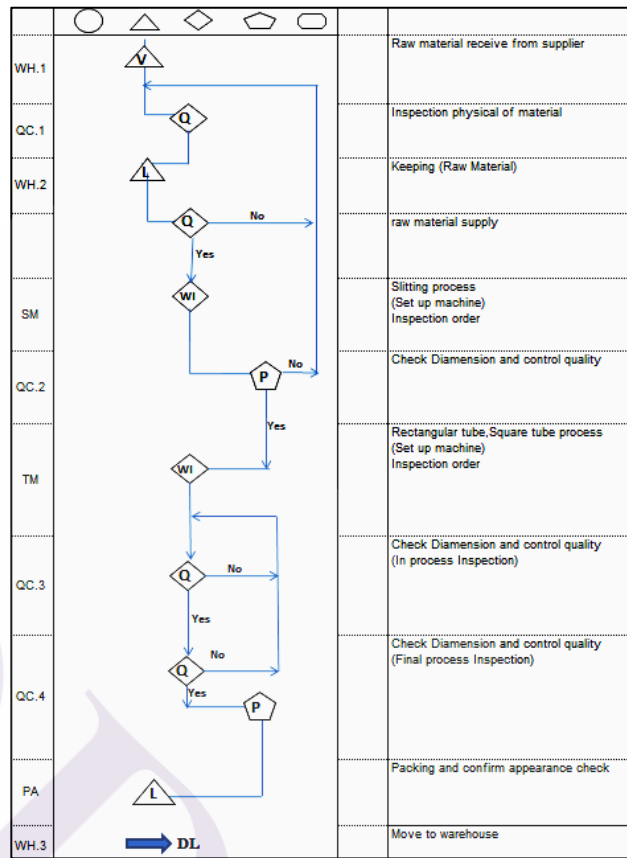 Raw material receive from supplier
WH.1
V
Inspection physical of material
QC.1
Q
Keeping (Raw Material)
WH.2
L
raw material supply
Q
No
Yes
Slitting process
(Set up machine)
Inspection order
SM
WI
Check Diamension and control quality
QC.2
P
No
Yes
Rectangular tube,Square tube process
(Set up machine)
Inspection order
TM
WI
Check Diamension and control quality
(In process Inspection)
QC.3
Q
No
Yes
Check Diamension and control quality
(Final process Inspection)
QC.4
Q
No
Yes
P
Packing and confirm appearance check
PA
L
Move to warehouse
WH.3
DL